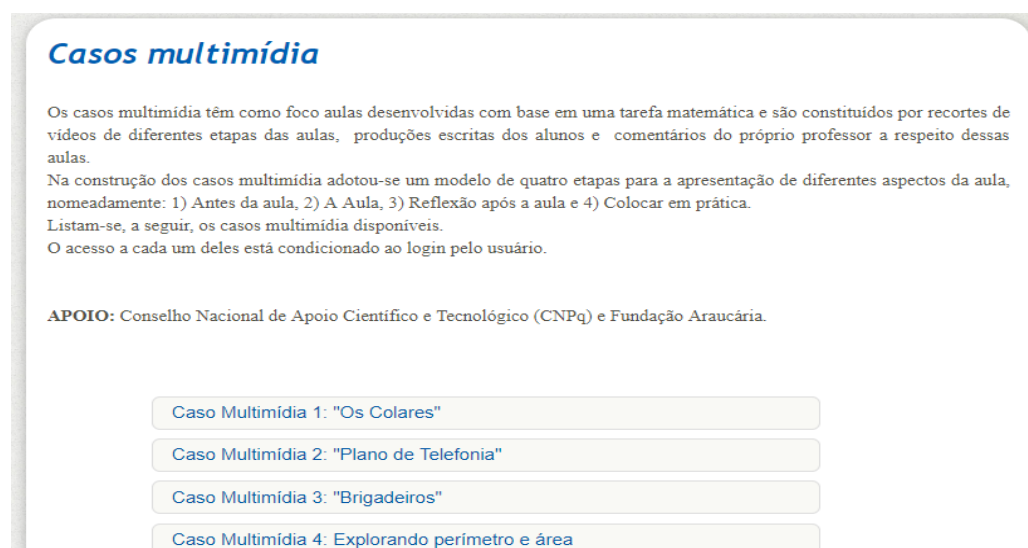 Casos multimídia
Os casos multimídia têm como foco aulas desenvolvidas com base em uma tarefa matemática e são constituídos por recortes de
vídeos de diferentes etapas das aulas, produções escritas dos alunos e comentários do próprio professor a respeito dessas
aulas.
Na construção dos casos multimídia adotou-se um modelo de quatro etapas para a apresentação de diferentes aspectos da aula,
nomeadamente: 1) Antes da aula, 2) A Aula, 3) Reflexão após a aula e 4) Colocar em prática.
Listam-se, a seguir, os casos multimídia disponíveis.
O acesso a cada um deles está condicionado ao login pelo usuário.
APOIO: Conselho Nacional de Apoio Científico e Tecnológico (CNPq) e Fundação Araucária.
Caso Multimídia 1: "Os Colares"
Caso Multimídia 2: "Plano de Telefonia"
Caso Multimídia 3: "Brigadeiros"
Caso Multimídia 4: Explorando perímetro e área